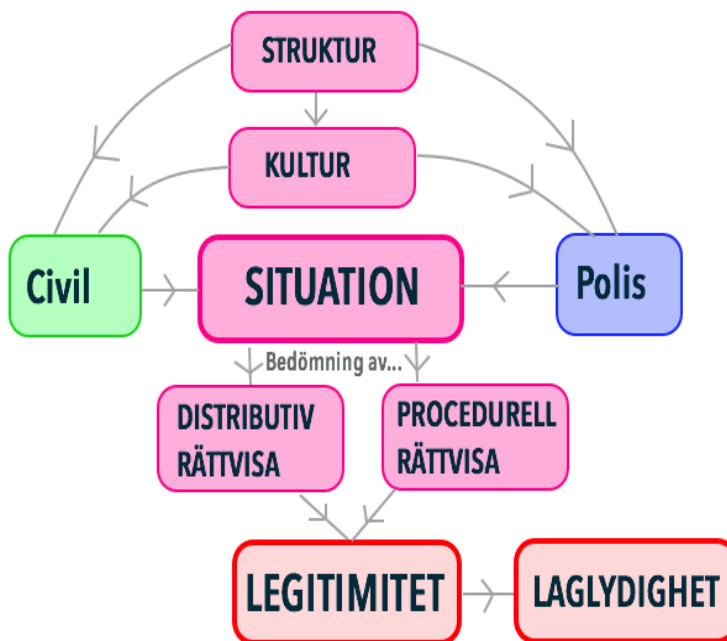 STRUKTUR
KULTUR
Civil
SITUATION
Polis
Bedömning av...
DISTRIBUTIV
RÄTTVISA
PROCEDURELL
RÄTTVISA
LEGITIMITET
LAGLYDIGHET